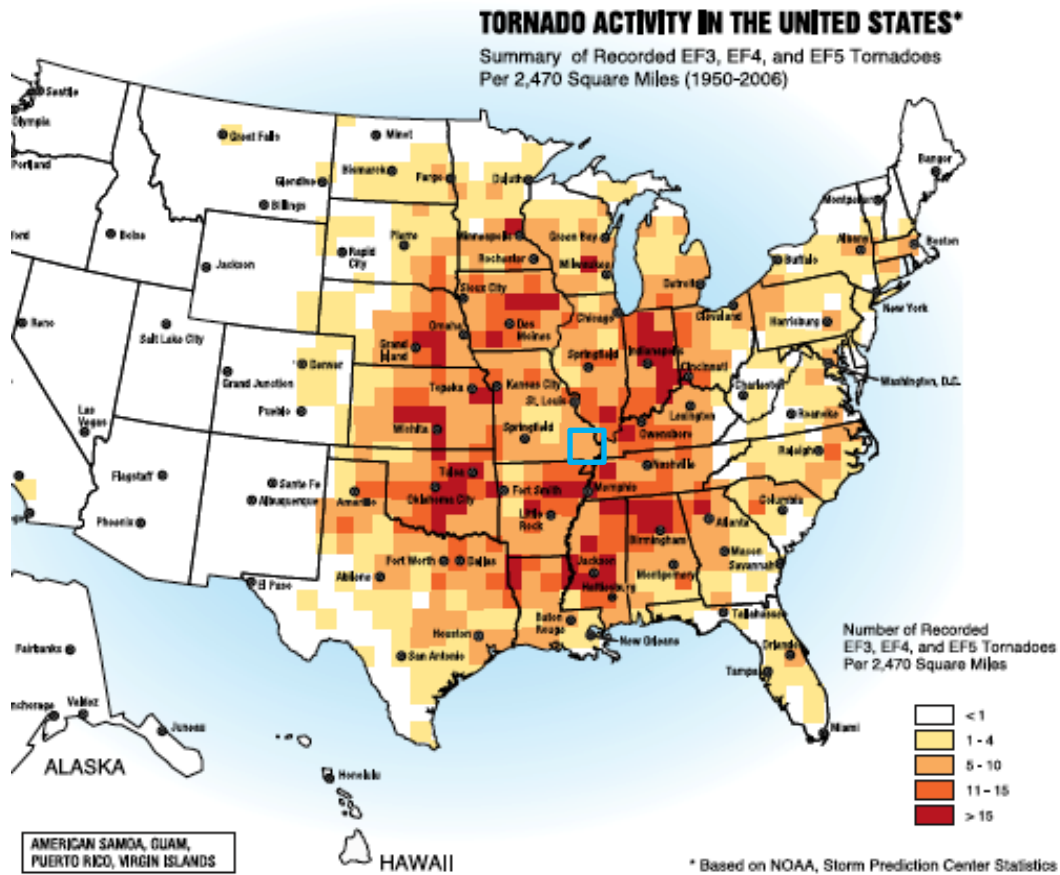 TORNADO ACTIVITY IN THE UNITED STATES*
Summary of Recorded EF3, EF4, and EF5 Tornadoes
Per 2,470 Square Miles (1950-2006)
Seattle
Olympia
Portland
Great Falls
Minot
Bismarck
Fargo
Duluth
Glendive
Billings
Bangor
Montpelier
ford
Boise
Jackson
Rapid
City
Pierre
Minneapolis
Green Bay
Rochester
Milwaukee
Albany
Boston
Buffalo
Detroit
Sioux City
New York
Reno
Salt Lake City
Omaha
Des
Moines
Chicago
Cleveland
Harrisburg
Grand
Island
Springfield
Indianapolis
Denver
Grand Junction
Cincinnati
Washington, D.C.
Topeka
Kansas City
Charleston
St. Louis
Lexington
Roanoke
Pueblo
Las
Vegas
Wichita
Springfield
Owensboro
Raleigh
Flagstaff
Santa Fe
Albuquerque
Tulsa
Nashville
Amarillo
Oklahoma City
Fort Smith
Memphis
Columbia
Phoenix
Little
Rock
Atlanta
Birmingham
Macon
Savannah
El Paso
Fort Worth
Dallas
Jackson
Abilene
Hattiesburg
Montgomery
Tallahassee
Baton
Rouge
New Orleans
Houston
San Antonio
Orlando
Tampa
Miami
Fairbanks
nchorage
Valdez
Juneau
ALASKA
Honolulu
HAWAII
Number of Recorded
EF3, EF4, and EF5 Tornadoes
Per 2,470 Square Miles
< 1
1 - 4
5 - 10
11 - 15
> 15
AMERICAN SAMOA, GUAM,
PUERTO RICO, VIRGIN ISLANDS
* Based on NOAA, Storm Prediction Center Statistics